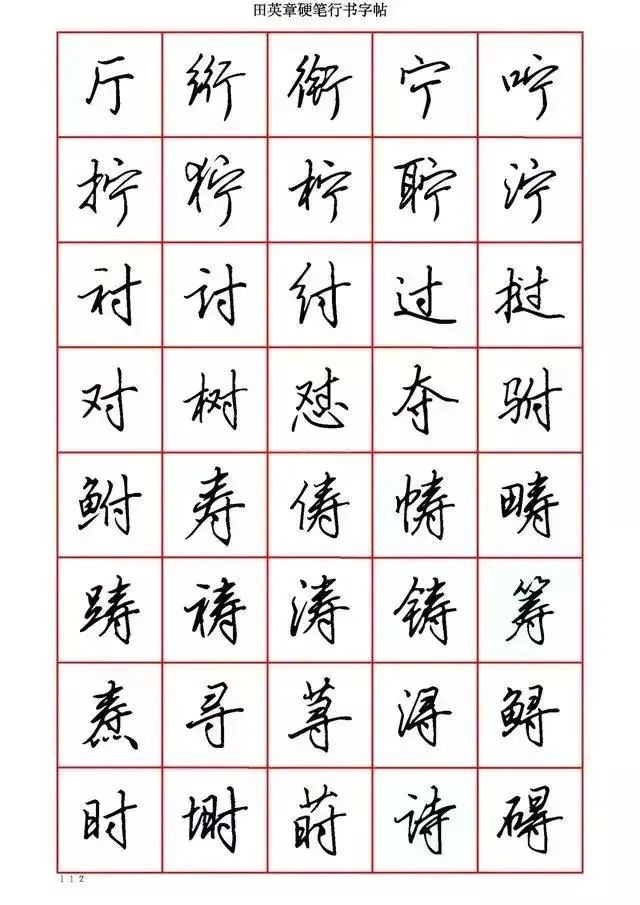 田英章硬笔行书字帖
厅 绗 衔 宁 咛
拧 狞 柠 聍 泞
衬 讨 纣 过 挝
对 树 怼 夺 驸
鲋 寿 俦 帱 畴
踌 祷 涛 铸 筹
焘 寻 荨 浔 鲟
时 埘 莳 诗 碍
112